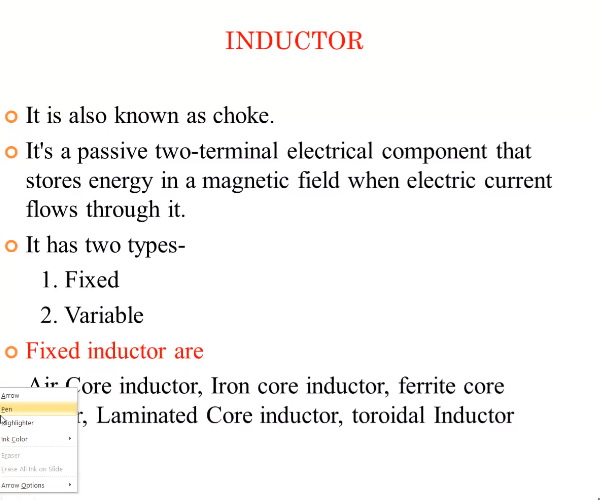 INDUCTOR
It is also known as choke.
It's a passive two-terminal electrical component that
stores energy in a magnetic field when electric current
flows through it.
It has two types-
1. Fixed
2. Variable
Fixed inductor are
Air Core inductor, Iron core inductor, ferrite core
, Laminated Core inductor, toroidal Inductor
Arrow
Pen
Highlighter
Ink Color
Eraser
Erase All Ink on Slide
Arrow Options